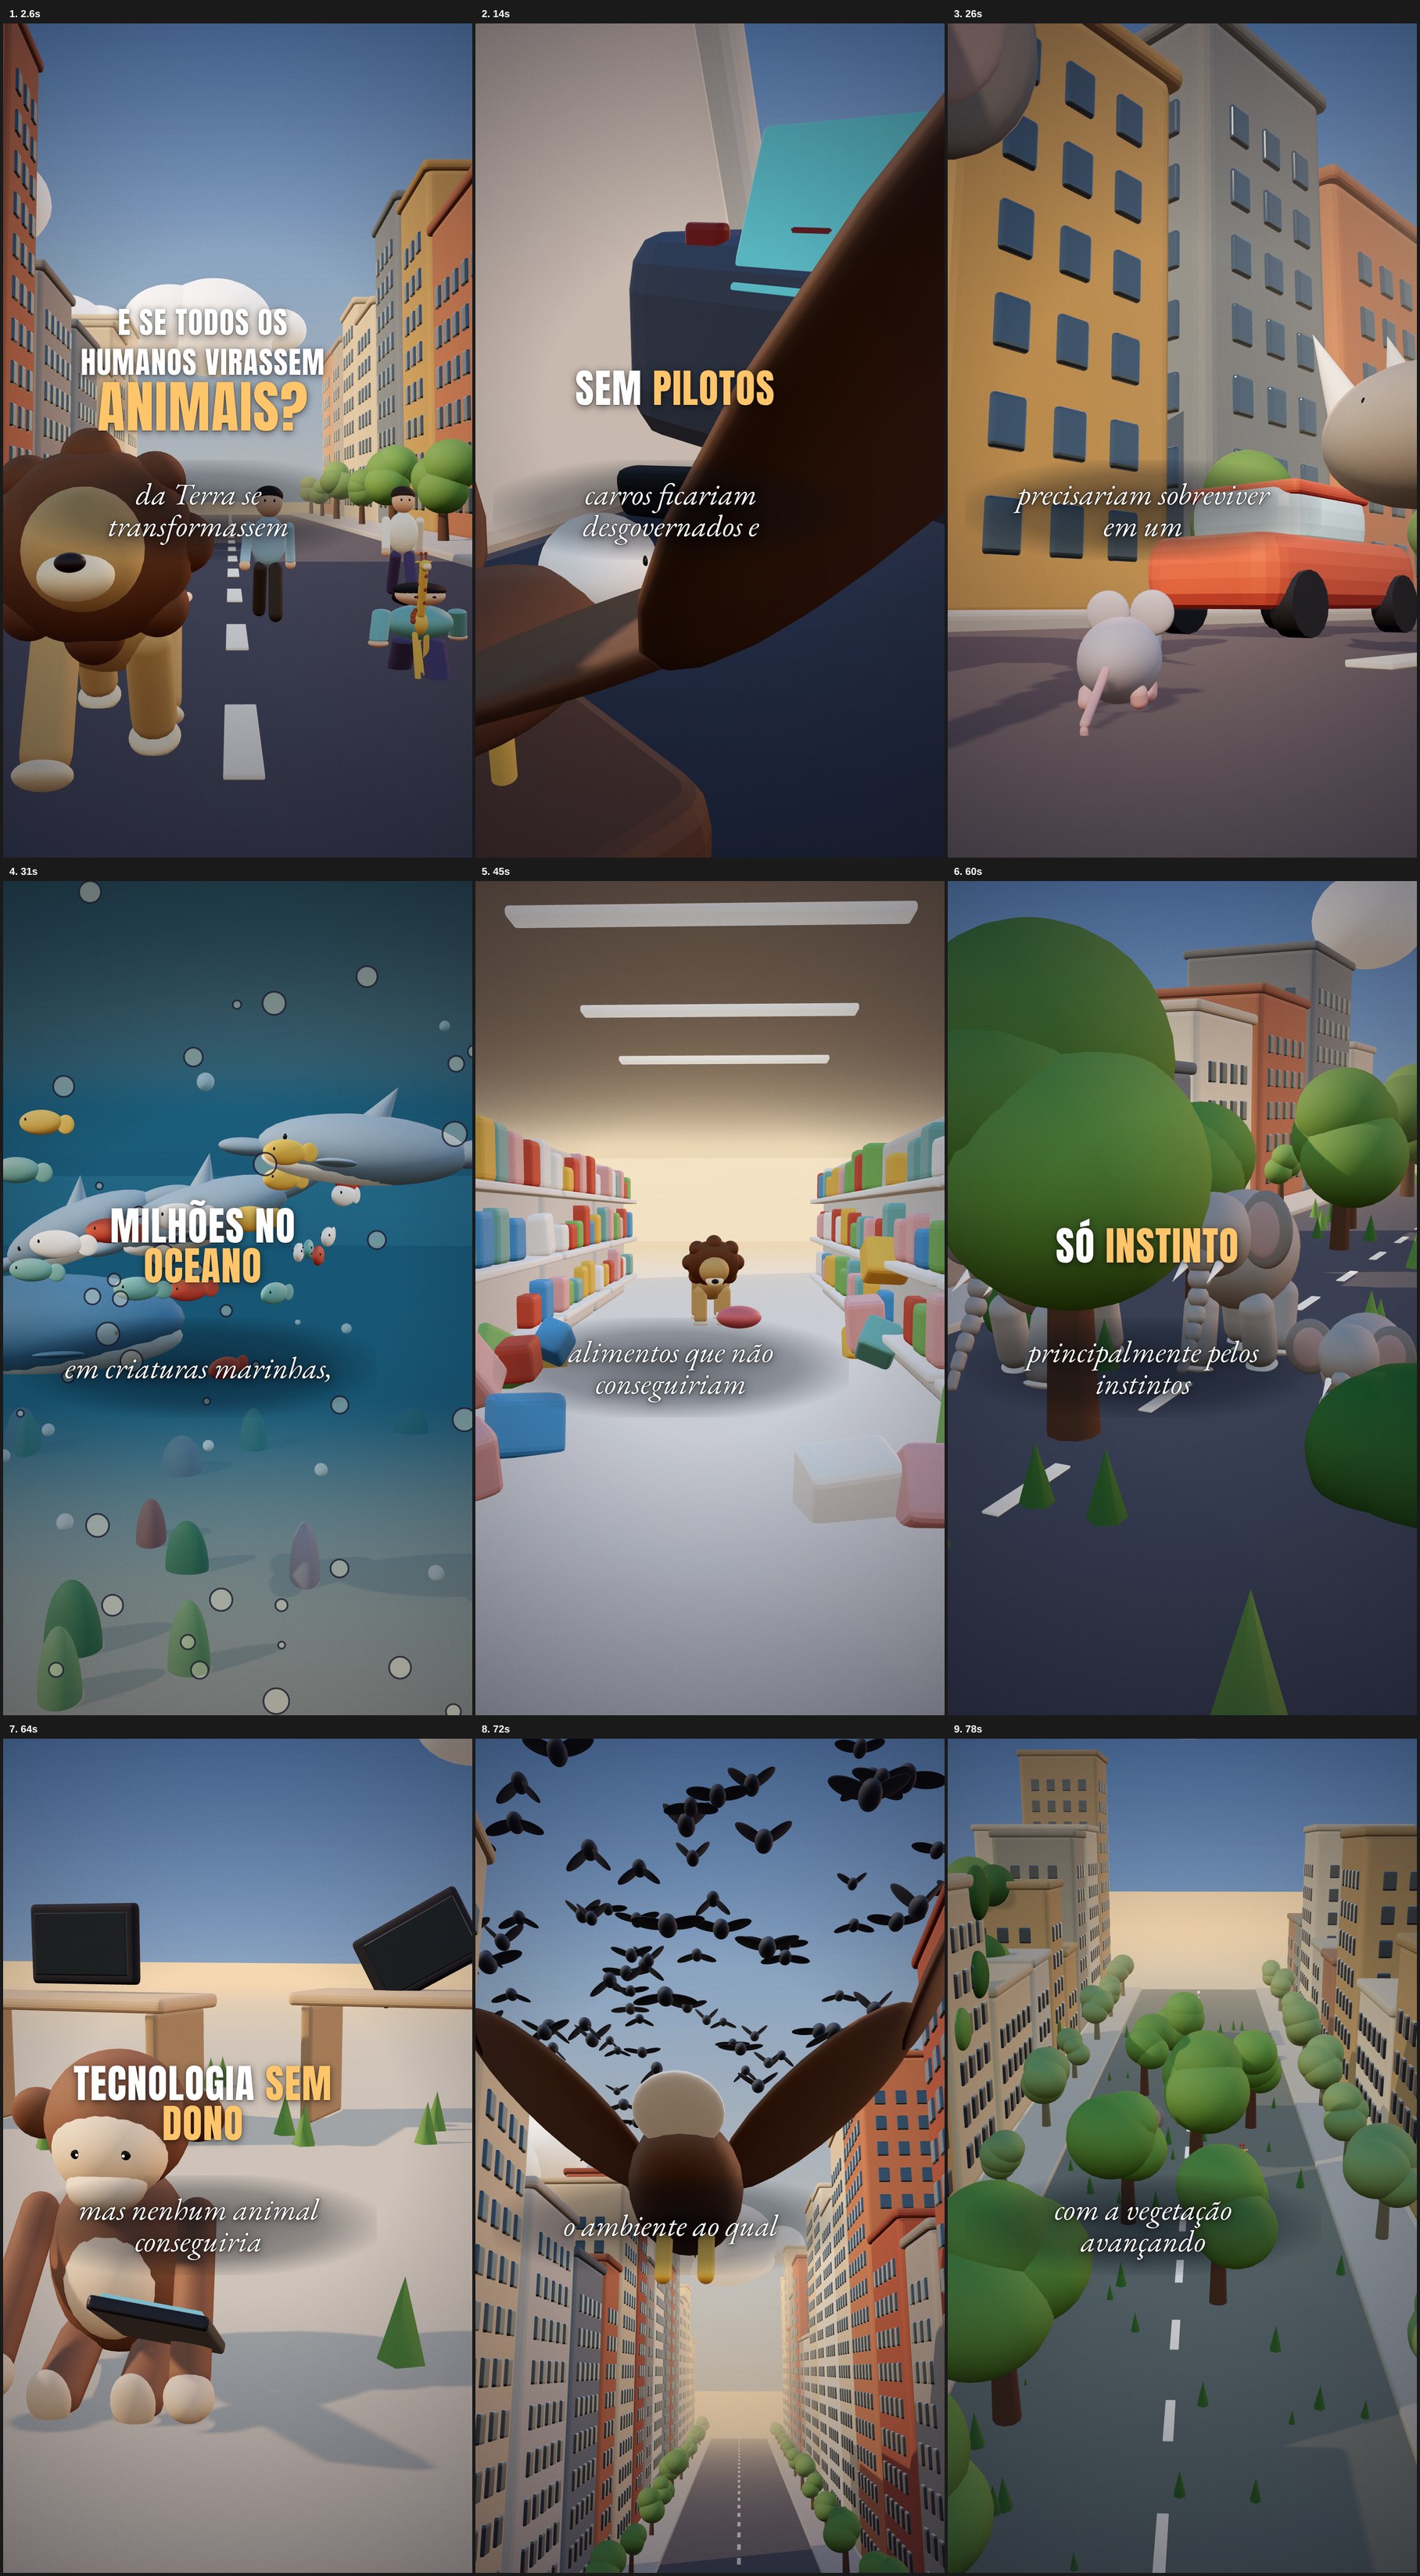 1. 2.6s
E SE TODOS OS
HUMANOS VIRASSEM
ANIMAIS?
da Terra se
transformassem
2. 14s
SEM PILOTOS
carros ficariam
desgovernados e
3. 26s
precisariam sobreviver
em um
4. 31s
MILHÕES NO
OCEANO
em criaturas marinhas,
5. 45s
alimentos que não
conseguiriam
6. 60s
SÓ INSTINTO
principalmente pelos
instintos
7. 64s
TECNOLOGIA SEM
DONO
mas nenhum animal
conseguiria
8. 72s
o ambiente ao qual
9. 78s
com a vegetação
avançando